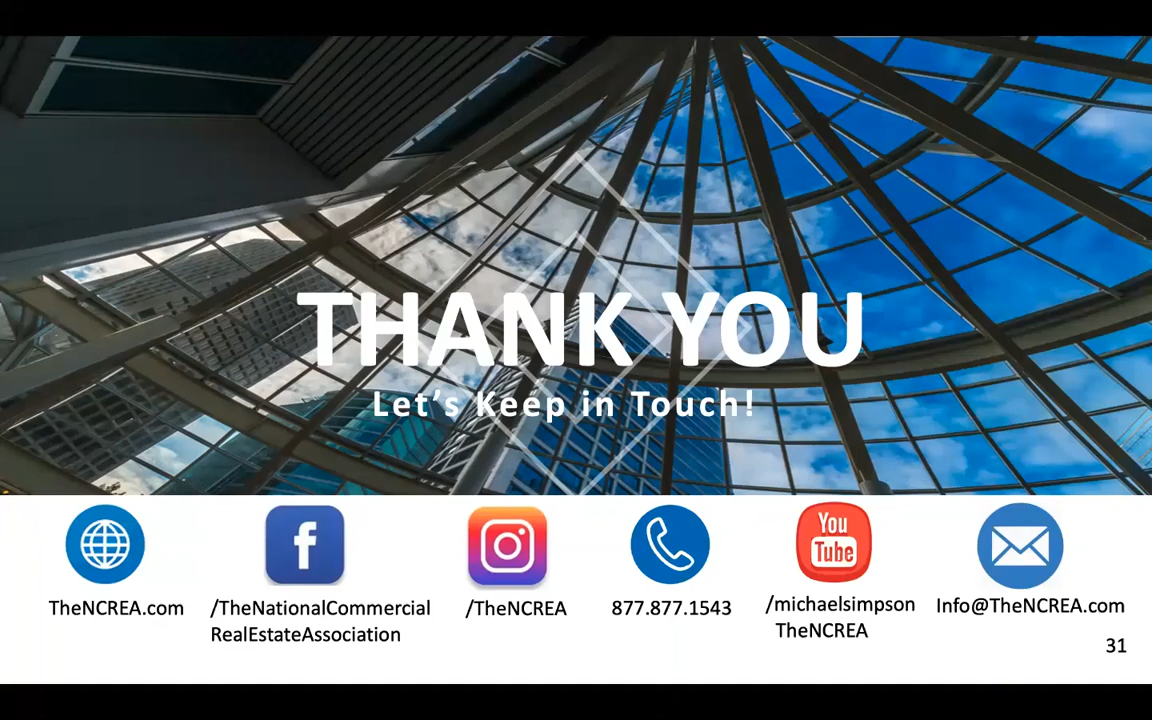 THANK YOU
Let's Keep in Touch!
You
Tube
TheNCREA.com
/TheNationalCommercial
RealEstateAssociation
/TheNCREA
877.877.1543
/michaelsimpson
TheNCREA
Info@TheNCREA.com
31